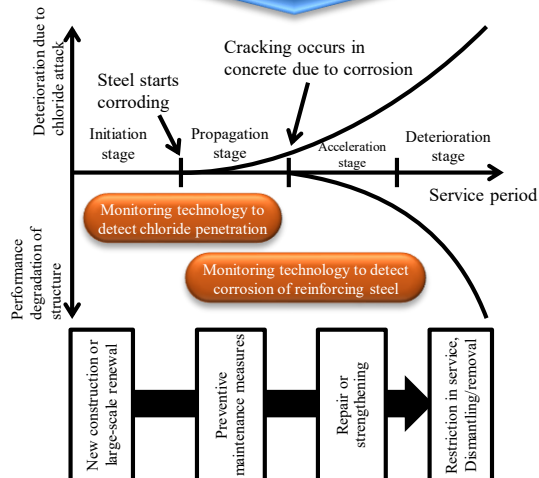 Deterioration due to
chloride attack
Cracking occurs in
concrete due to corrosion
Steel starts
corroding
Initiation
stage
Propagation
stage
Acceleration
stage
Deterioration
stage
Service period
Monitoring technology to
detect chloride penetration
Monitoring technology to detect
corrosion of reinforcing steel
Performance
degradation of
structure
New construction or
large-scale renewal
Preventive
maintenance measures
Repair or
strengthening
Restriction in service,
Dismantling/removal